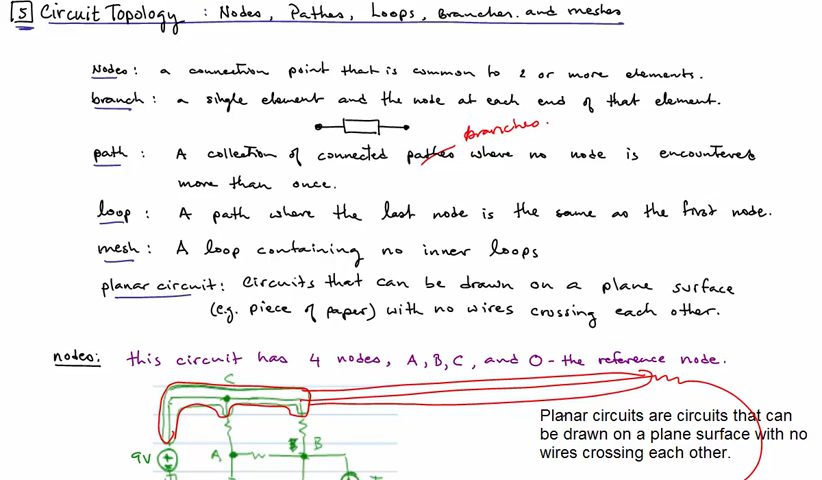 5 Circuit Topology : Nodes, Pathes, Loops, Branches. and meshes
Nodes: a connection point that is common to 2 or more elements.
branch: a single element and the node at each end of that element.
branches.
path: A collection of connected pathes where no node is encountered
more than once.
loop: A path where the last node is the same as the first node.
mesh: A loop containing no inner loops
planar circuit: Circuits that can be drawn on a plane surface
(e.g. piece of paper) with no wires crossing each other.
nodes: this circuit has 4 nodes, A, B, C, and O - the reference node.
C
Planar circuits are circuits that can
be drawn on a plane surface with no
wires crossing each other.
9V A B